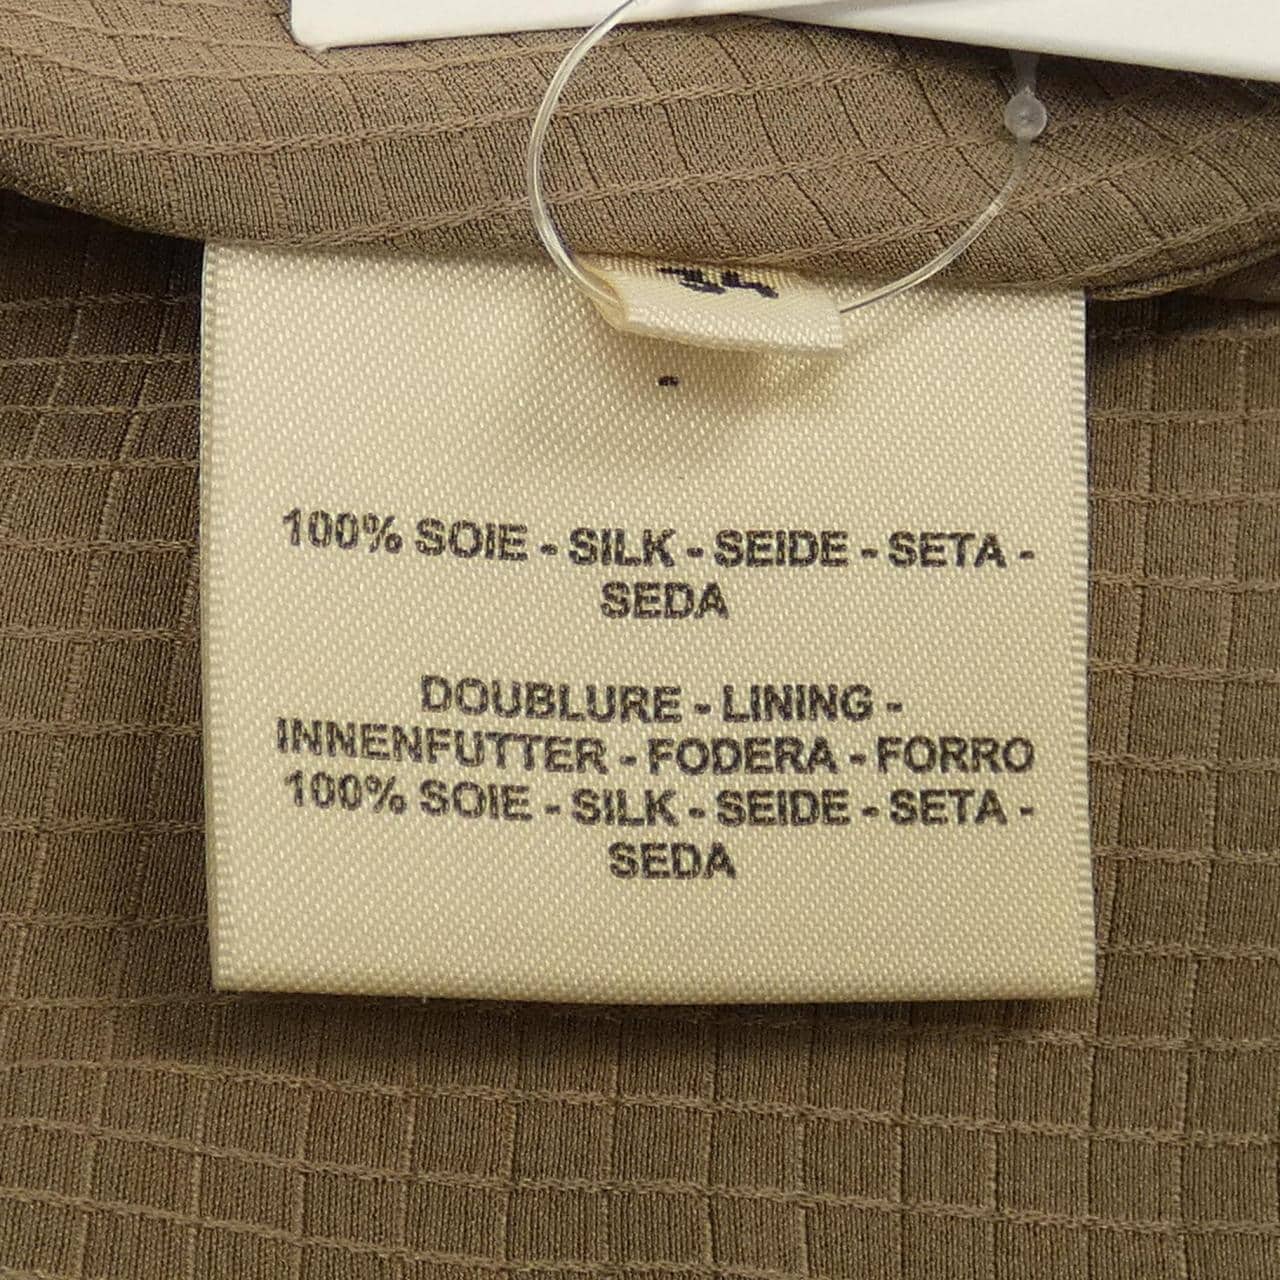 100% SOIE - SILK - SEIDE - SETA -
SEDA
DOUBLURE - LINING -
INNENFUTTER - FODERA - FORRO
100% SOIE - SILK - SEIDE - SETA -
SEDA